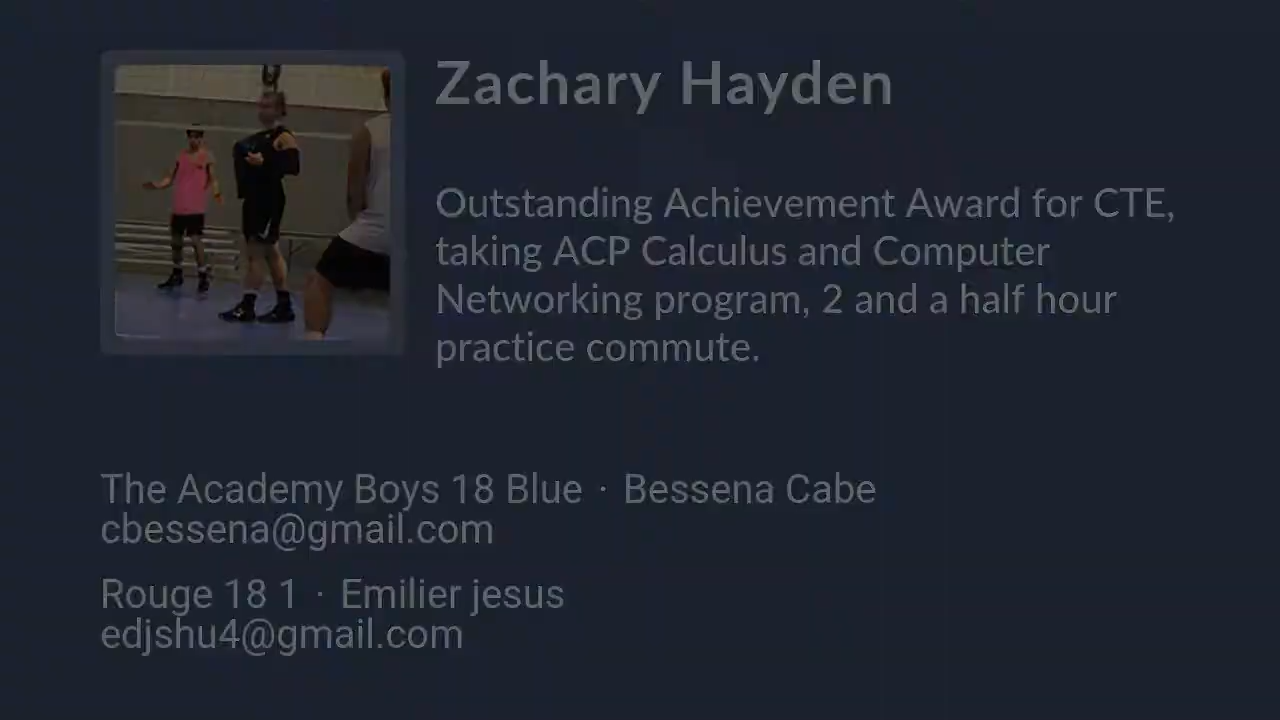 Zachary Hayden
Outstanding Achievement Award for CTE,
taking ACP Calculus and Computer
Networking program, 2 and a half hour
practice commute.
The Academy Boys 18 Blue · Bessena Cabe
cbessena@gmail.com
Rouge 18 1 · Emilier jesus
edjshu4@gmail.com